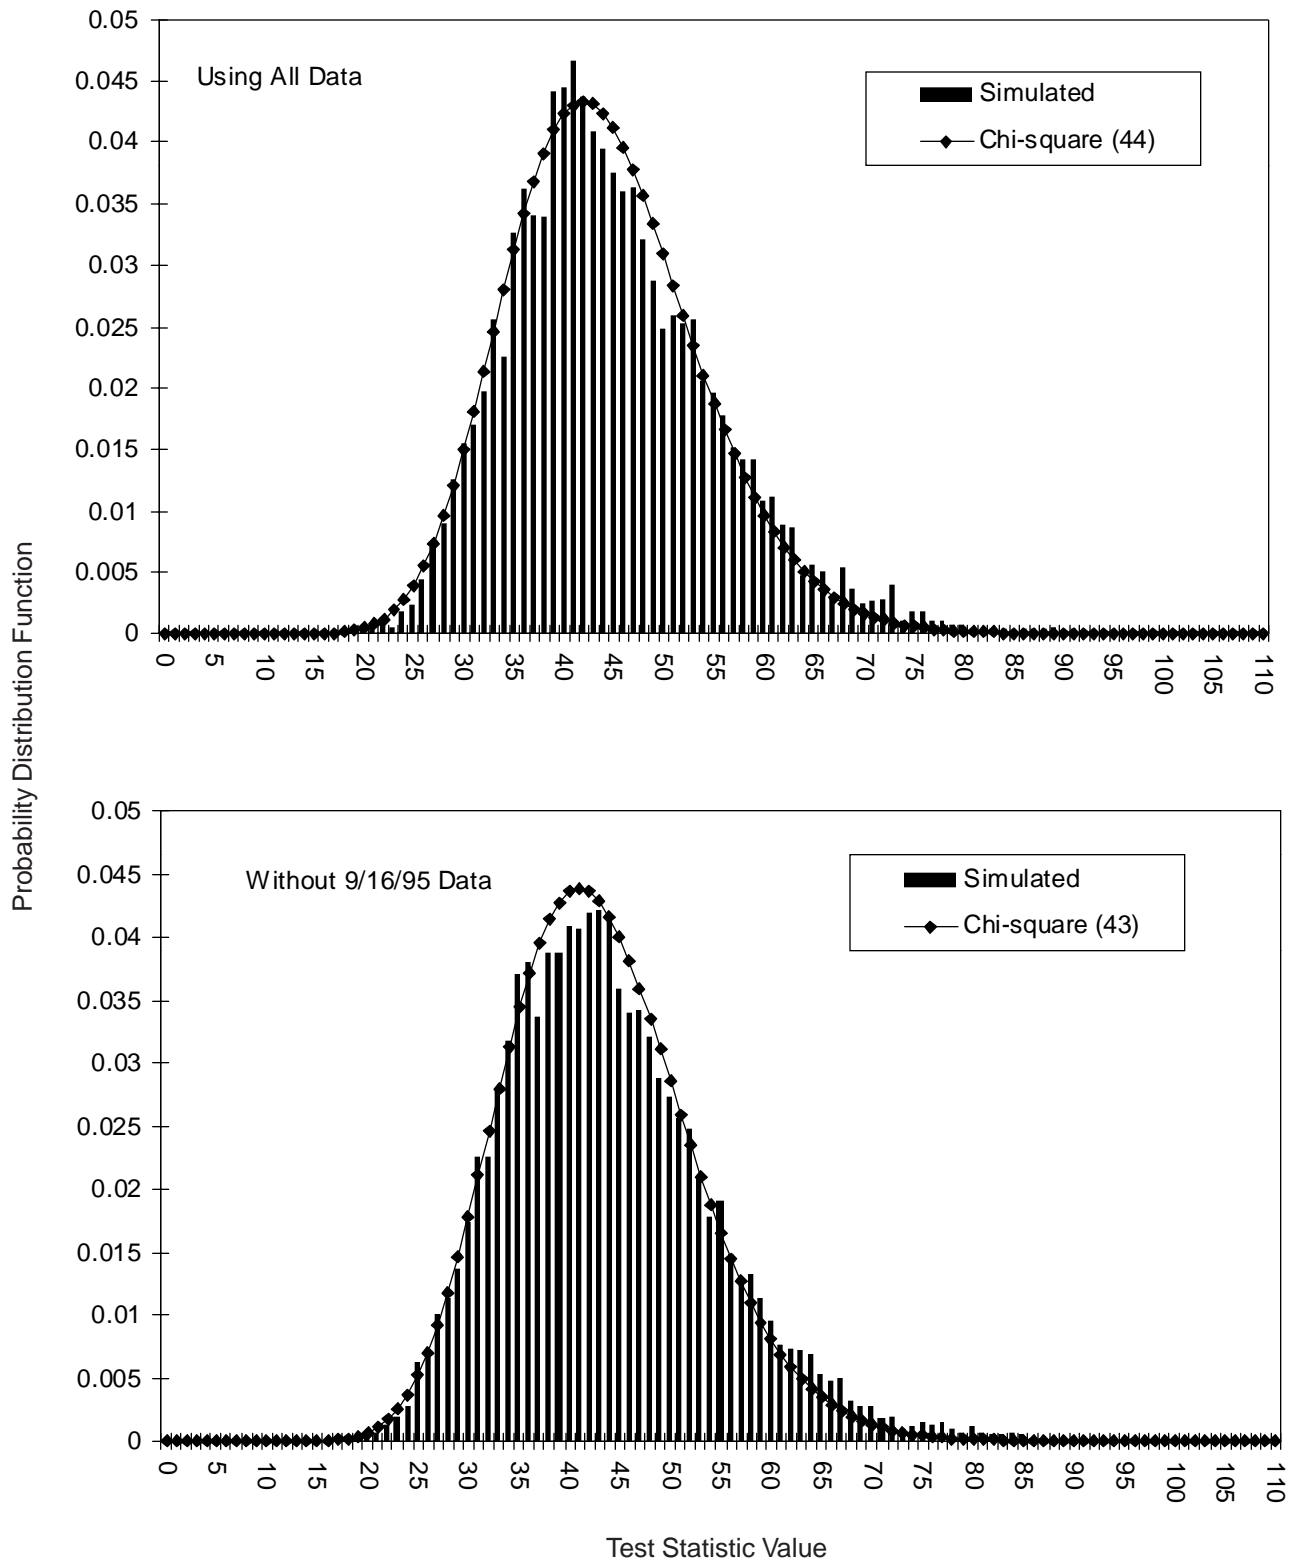 Probability Distribution Function
0.05
0.045
0.04
0.035
0.03
0.025
0.02
0.015
0.01
0.005
0
Using All Data
Simulated
Chi-square (44)
0 5 10 15 20 25 30 35 40 45 50 55 60 65 70 75 80 85 90 95 100 105 110
0.05
0.045
0.04
0.035
0.03
0.025
0.02
0.015
0.01
0.005
0
Without 9/16/95 Data
Simulated
Chi-square (43)
0 5 10 15 20 25 30 35 40 45 50 55 60 65 70 75 80 85 90 95 100 105 110
Test Statistic Value